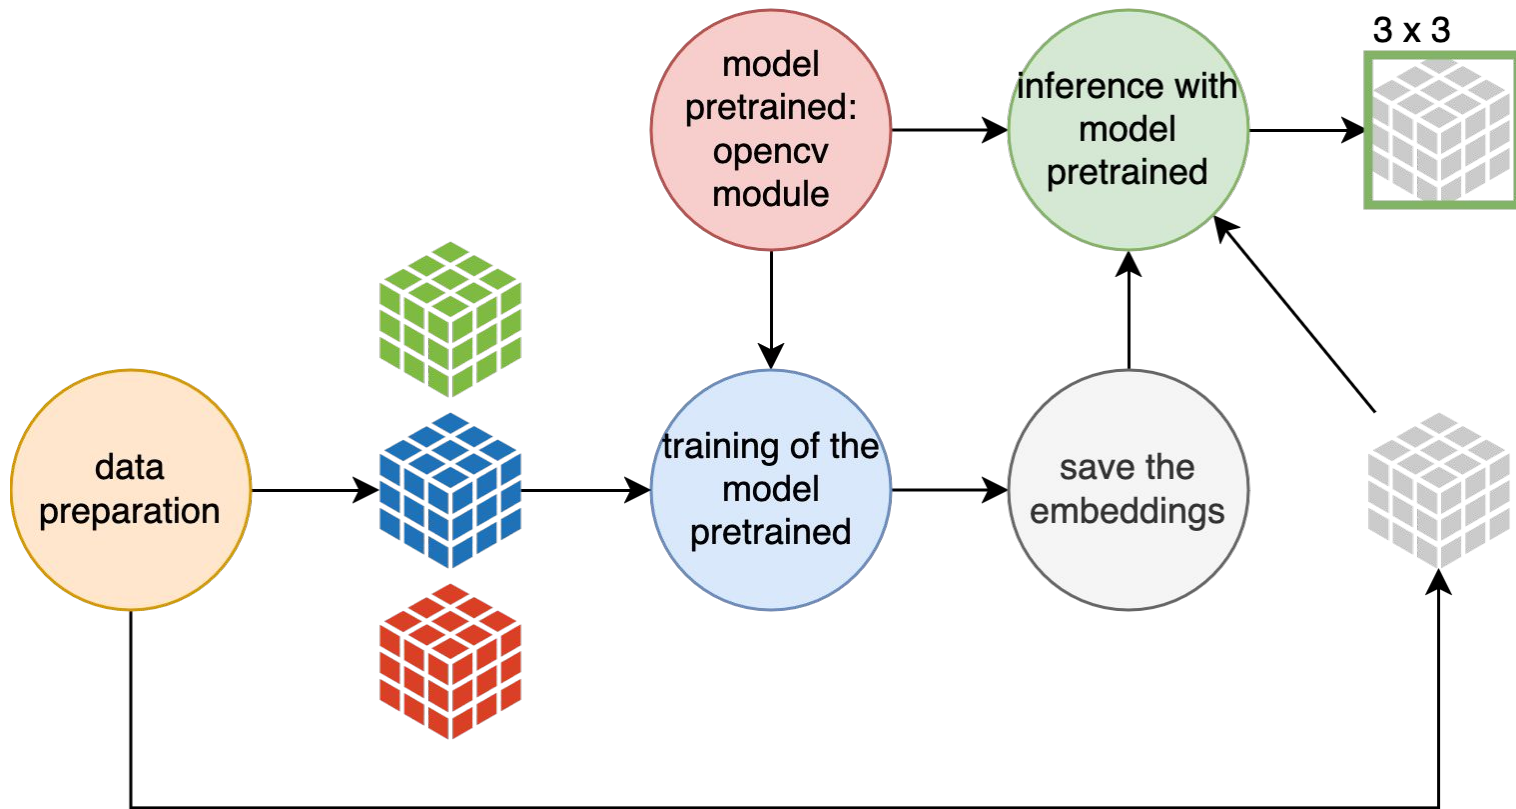 model
pretrained:
opencv
module
inference with
model
pretrained
3 x 3
data
preparation
training of the
model
pretrained
save the
embeddings